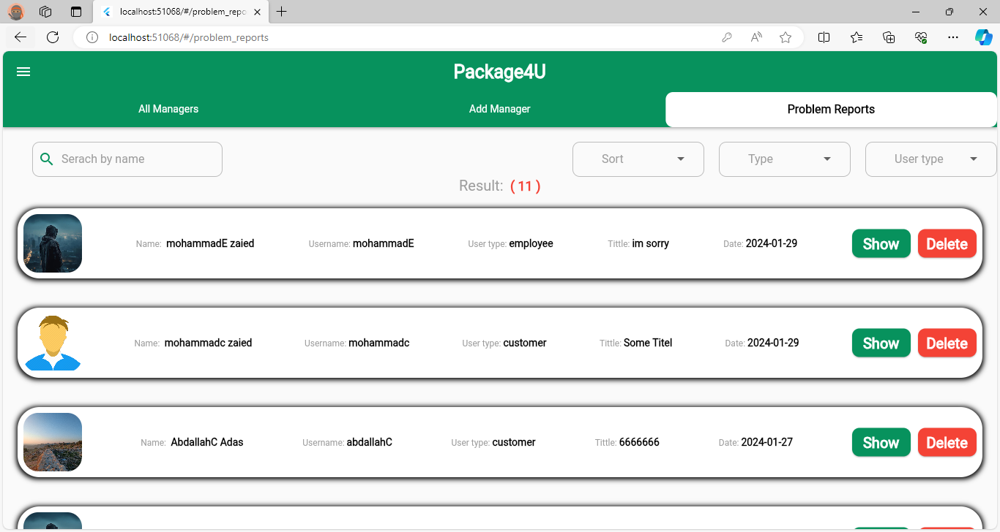 localhost:51068/#/problem_repo
localhost:51068/#/problem_reports
Package4U
All Managers Add Manager Problem Reports
Serach by name Sort Type User type
Result: ( 11 )
Name: mohammadE zaied Username: mohammadE User type: employee Tittle: im sorry Date: 2024-01-29 Show Delete
Name: mohammadc zaied Username: mohammadc User type: customer Tittle: Some Titel Date: 2024-01-29 Show Delete
Name: AbdallahC Adas Username: abdallahC User type: customer Tittle: 6666666 Date: 2024-01-27 Show Delete